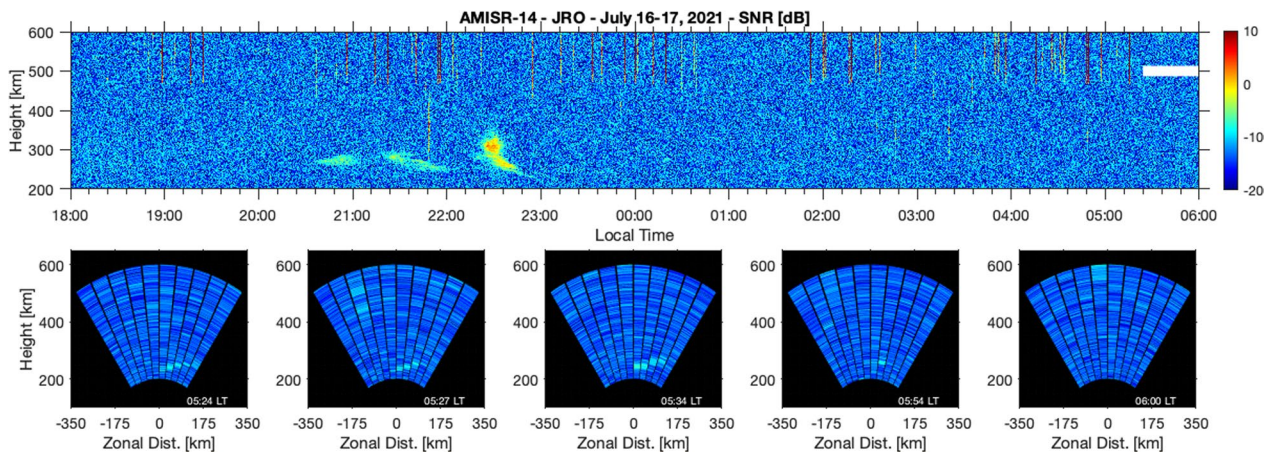 AMISR-14 - JRO - July 16-17, 2021 - SNR [dB]
600
500
400
300
200
Height [km]
10
0
-10
-20
18:00 19:00 20:00 21:00 22:00 23:00 00:00 01:00 02:00 03:00 04:00 05:00 06:00
Local Time
600
400
200
Height [km]
05:24 LT
-350 -175 0 175 350
Zonal Dist. [km]
600
400
200
05:27 LT
-350 -175 0 175 350
Zonal Dist. [km]
600
400
200
05:34 LT
-350 -175 0 175 350
Zonal Dist. [km]
600
400
200
05:54 LT
-350 -175 0 175 350
Zonal Dist. [km]
600
400
200
06:00 LT
-350 -175 0 175 350
Zonal Dist. [km]